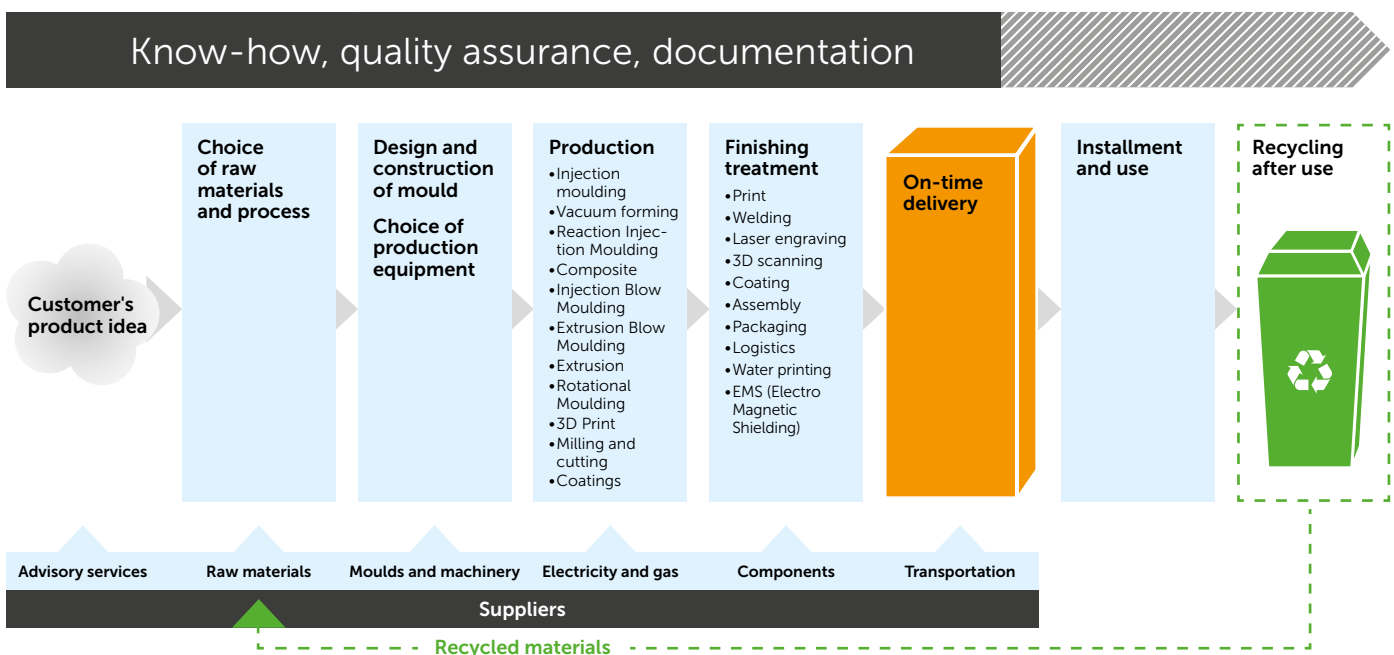 Know-how, quality assurance, documentation
Customer's
product idea
Choice
of raw
materials
and process
Design and
construction
of mould
Choice of
production
equipment
Production
•Injection
moulding
•Vacuum forming
•Reaction Injec-
tion Moulding
•Composite
•Injection Blow
Moulding
•Extrusion Blow
Moulding
•Extrusion
•Rotational
Moulding
•3D Print
•Milling and
cutting
•Coatings
Finishing
treatment
•Print
•Welding
•Laser engraving
•3D scanning
•Coating
•Assembly
•Packaging
•Logistics
•Water printing
•EMS (Electro
Magnetic
Shielding)
On-time
delivery
Installment
and use
Recycling
after use
Advisory services
Raw materials
Moulds and machinery
Electricity and gas
Components
Transportation
Suppliers
Recycled materials